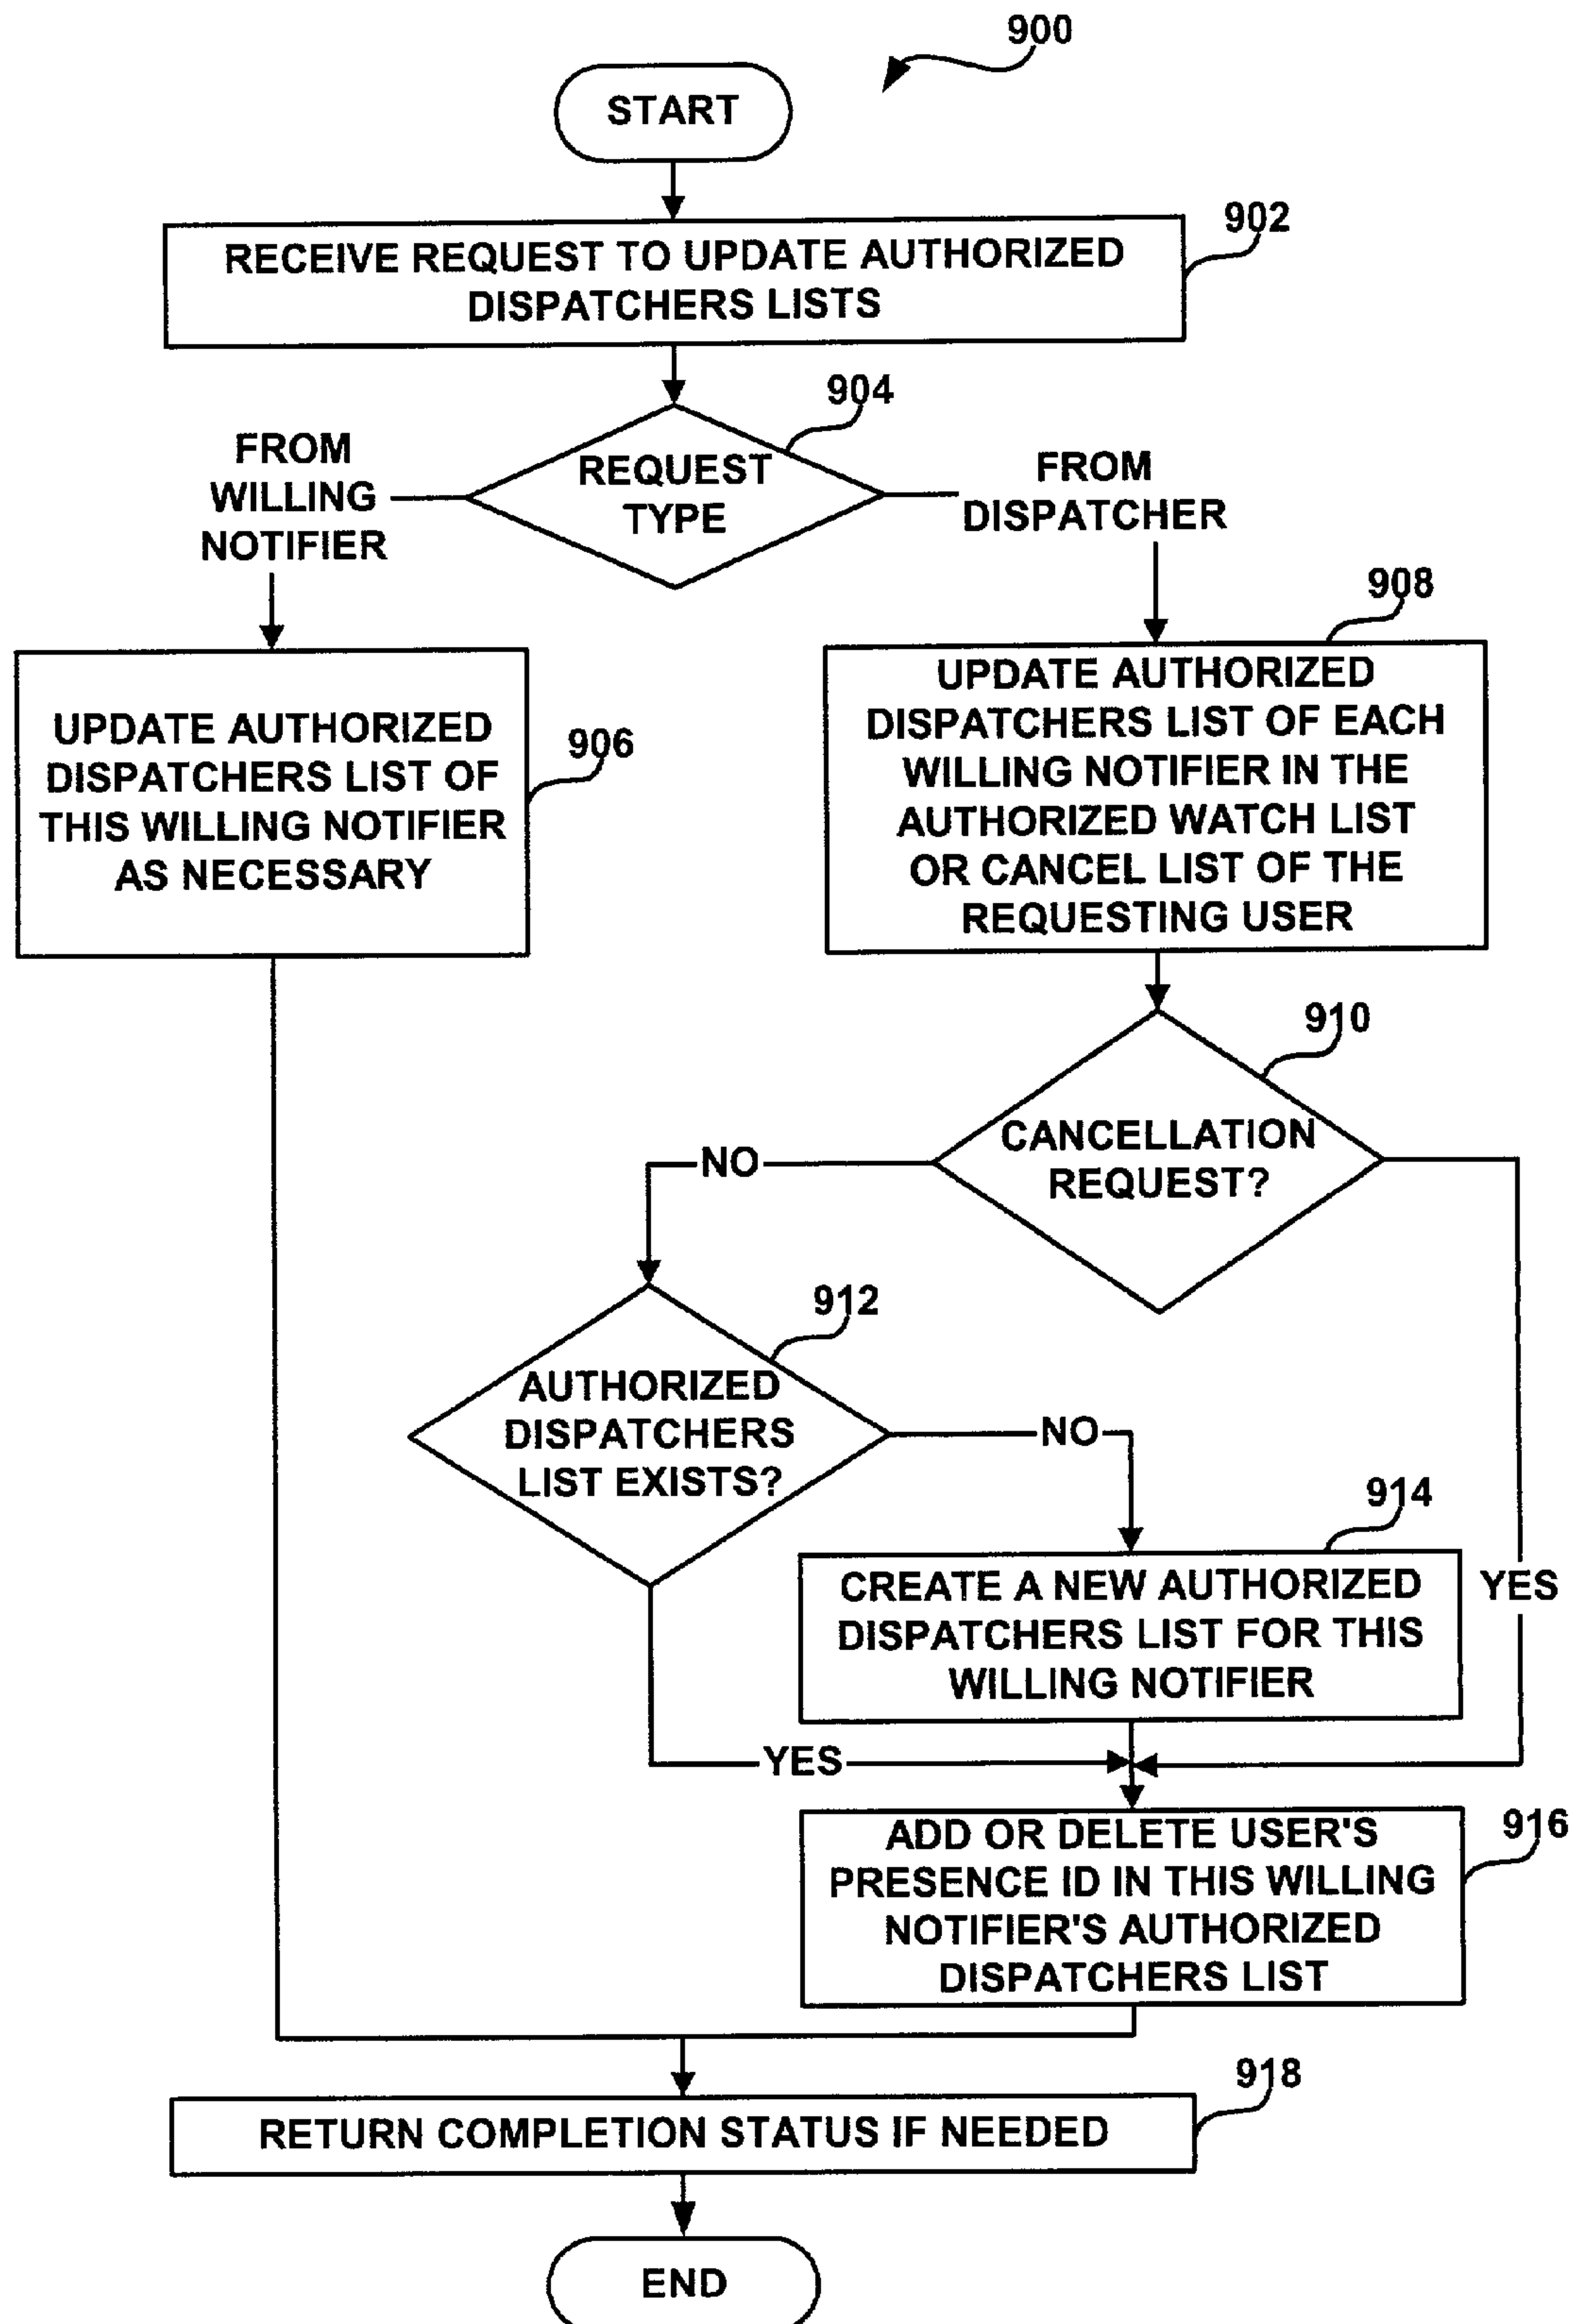 900
START
902
RECEIVE REQUEST TO UPDATE AUTHORIZED
DISPATCHERS LISTS
904
REQUEST
TYPE
FROM
WILLING
NOTIFIER
FROM
DISPATCHER
906
UPDATE AUTHORIZED
DISPATCHERS LIST OF
THIS WILLING NOTIFIER
AS NECESSARY
908
UPDATE AUTHORIZED
DISPATCHERS LIST OF EACH
WILLING NOTIFIER IN THE
AUTHORIZED WATCH LIST
OR CANCEL LIST OF THE
REQUESTING USER
910
CANCELLATION
REQUEST?
NO
912
AUTHORIZED
DISPATCHERS
LIST EXISTS?
NO
914
CREATE A NEW AUTHORIZED
DISPATCHERS LIST FOR THIS
WILLING NOTIFIER
YES
YES
916
ADD OR DELETE USER'S
PRESENCE ID IN THIS WILLING
NOTIFIER'S AUTHORIZED
DISPATCHERS LIST
918
RETURN COMPLETION STATUS IF NEEDED
END